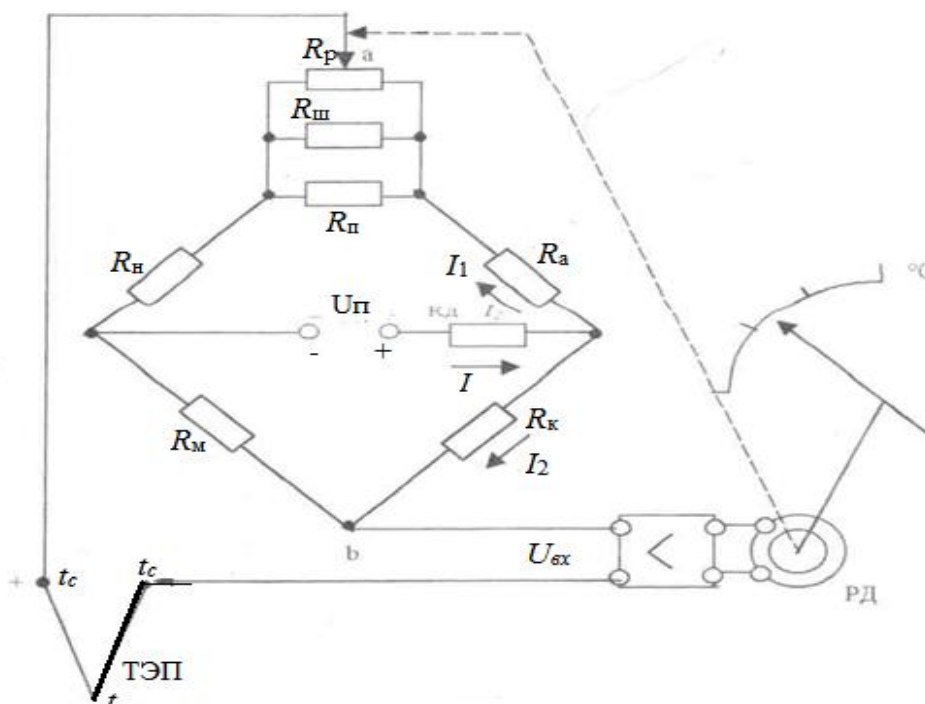 Rр
a
Rш
Rп
Rн
I1
Rа
°
Uп
- +
I
Rм
Rк
I2
b
Uвх
<
+ tс tс
РД
ТЭП
t